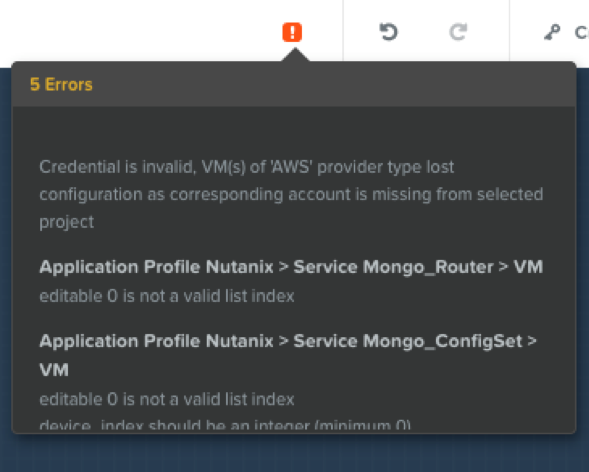 C
5 Errors
Credential is invalid, VM(s) of 'AWS' provider type lost
configuration as corresponding account is missing from selected
project
Application Profile Nutanix > Service Mongo_Router > VM
editable 0 is not a valid list index
Application Profile Nutanix > Service Mongo_ConfigSet >
VM
editable 0 is not a valid list index
device_index should be an integer (minimum 0)